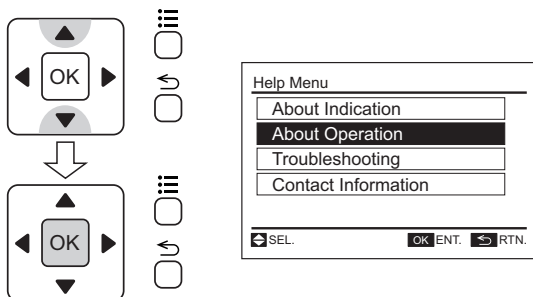 OK
OK
Help Menu
About Indication
About Operation
Troubleshooting
Contact Information
SEL. OK ENT. RTN.